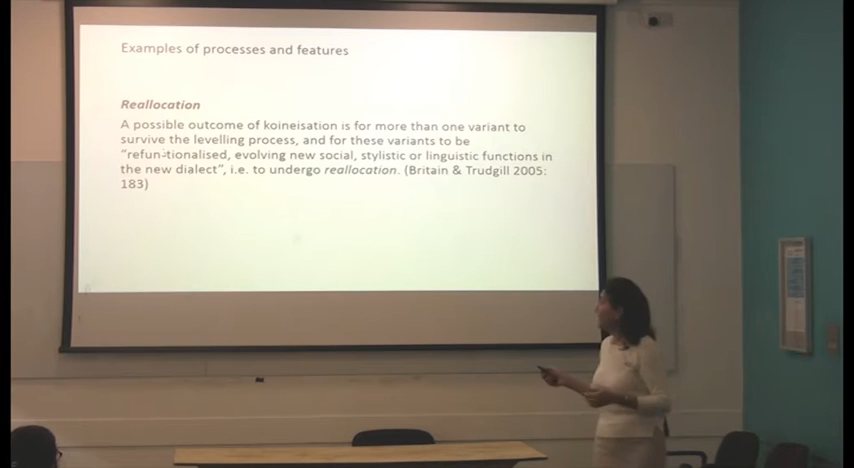 Examples of processes and features
Reallocation
A possible outcome of koineisation is for more than one variant to
survive the levelling process, and for these variants to be
"refunctionalised, evolving new social, stylistic or linguistic functions in
the new dialect", i.e. to undergo reallocation. (Britain & Trudgill 2005:
183)